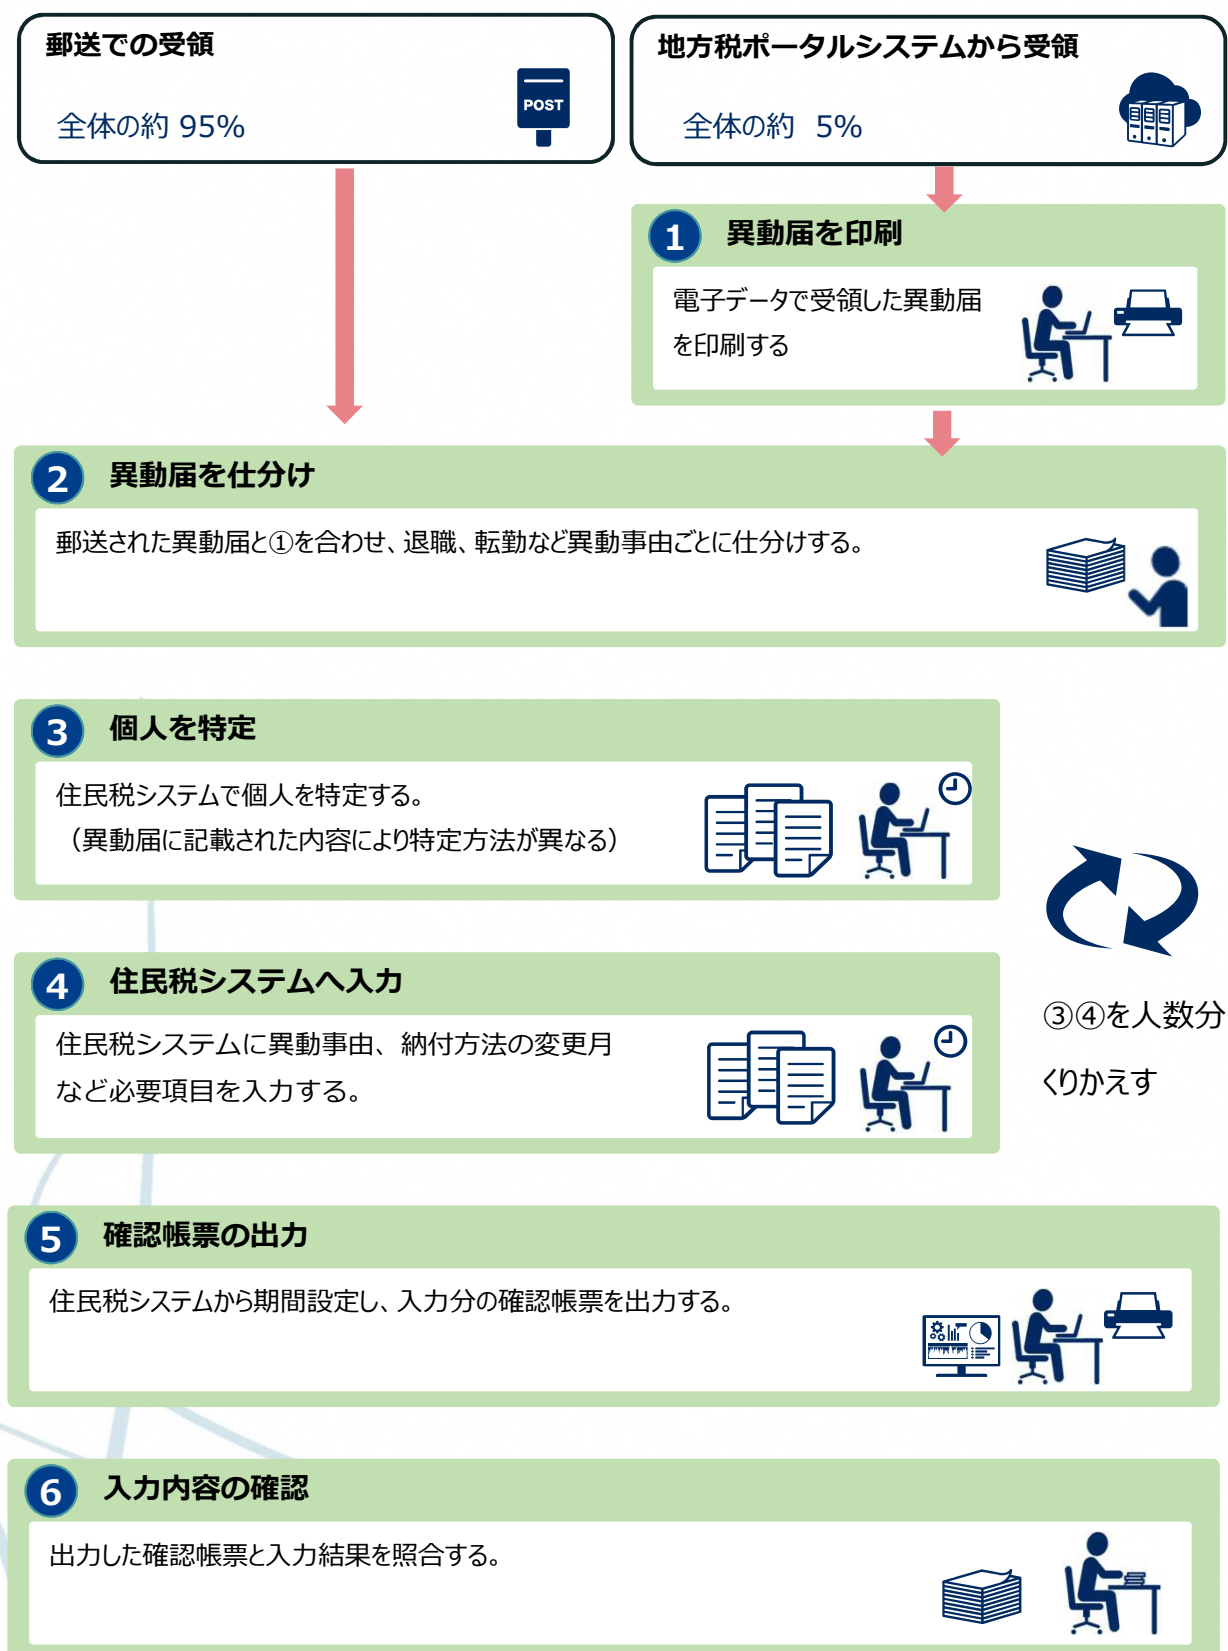 郵送での受領
全体の約 95%
POST
地方税ポータルシステムから受領
全体の約 5%
1 異動届を印刷
電子データで受領した異動届
を印刷する
2 異動届を仕分け
郵送された異動届と①を合わせ、退職、転勤など異動事由ごとに仕分けする。
3 個人を特定
住民税システムで個人を特定する。
（異動届に記載された内容により特定方法が異なる）
4 住民税システムへ入力
住民税システムに異動事由、納付方法の変更月
など必要項目を入力する。
③④を人数分
くりかえす
5 確認帳票の出力
住民税システムから期間設定し、入力分の確認帳票を出力する。
6 入力内容の確認
出力した確認帳票と入力結果を照合する。